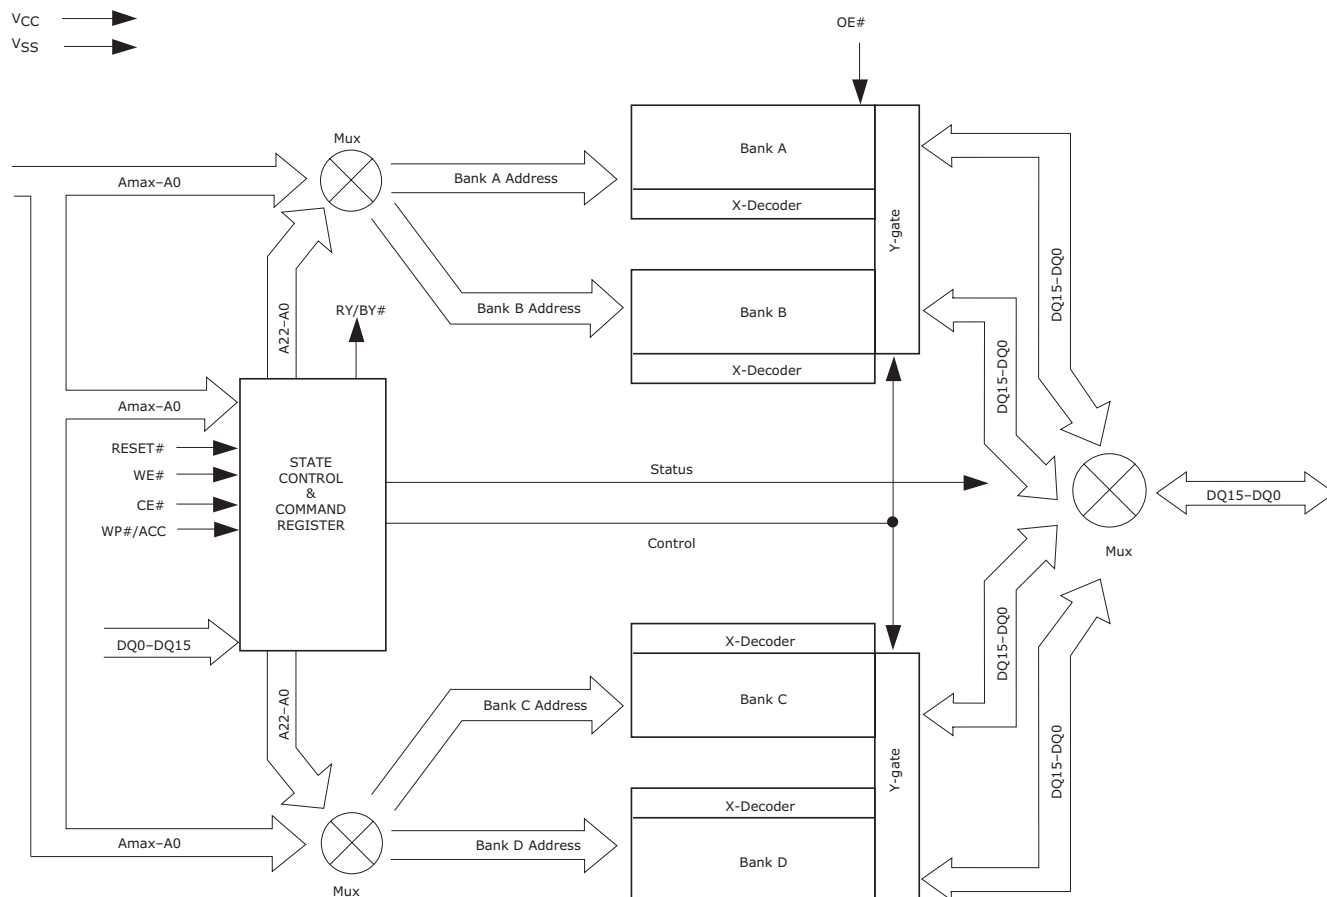 VCC
VSS
OE#
Mux
Amax–A0
Bank A Address
Bank A
X-Decoder
Y-gate
DQ15–DQ0
A22–A0
RY/BY#
Bank B Address
Bank B
X-Decoder
DQ15–DQ0
Amax–A0
RESET#
WE#
CE#
WP#/ACC
STATE
CONTROL
&
COMMAND
REGISTER
Status
Control
DQ15–DQ0
Mux
DQ0–DQ15
A22–A0
X-Decoder
Bank C Address
Bank C
Y-gate
DQ15–DQ0
DQ15–DQ0
X-Decoder
Amax–A0
Bank D Address
Bank D
Mux